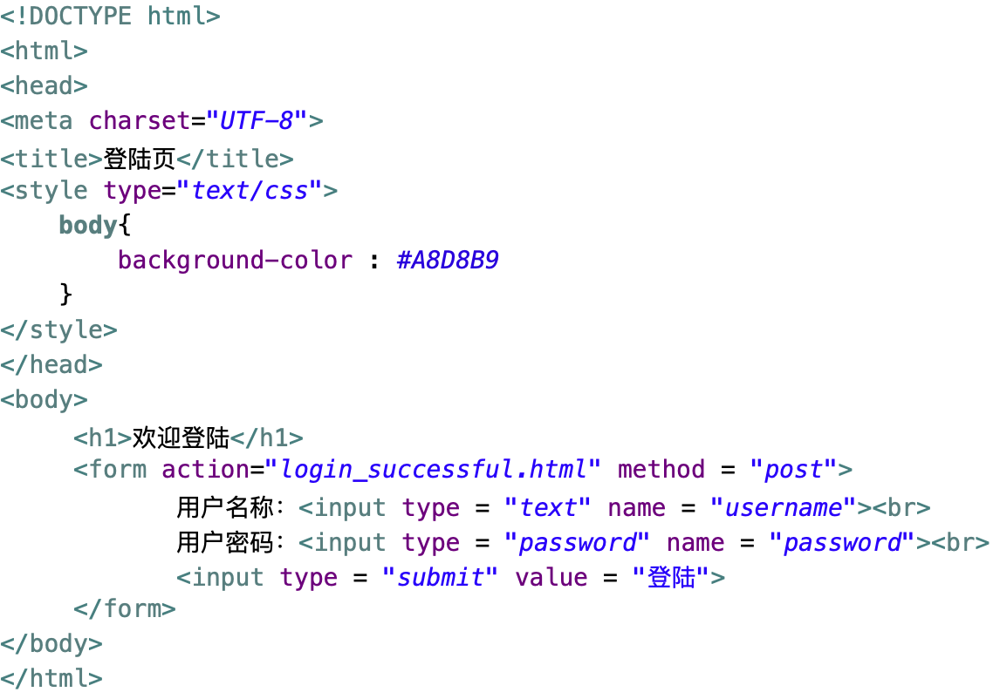 <!DOCTYPE html>
<html>
<head>
<meta charset="UTF-8">
<title>登陆页</title>
<style type="text/css">
    body{
        background-color : #A8D8B9
    }
</style>
</head>
<body>
     <h1>欢迎登陆</h1>
     <form action="login_successful.html" method = "post">
            用户名称：<input type = "text" name = "username"><br>
            用户密码：<input type = "password" name = "password"><br>
            <input type = "submit" value = "登陆">
     </form>
</body>
</html>